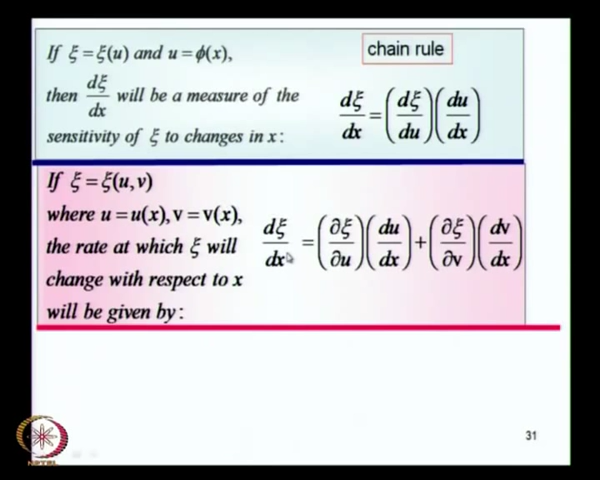 If ξ = ξ(u) and u = ϕ(x),
chain rule
then dξ/dx will be a measure of the
sensitivity of ξ to changes in x:
dξ/dx = (dξ/du)(du/dx)
If ξ = ξ(u,v)
where u = u(x), v = v(x),
the rate at which ξ will
change with respect to x
will be given by:
dξ/dx = (∂ξ/∂u)(du/dx) + (∂ξ/∂v)(dv/dx)
31
NPTEL